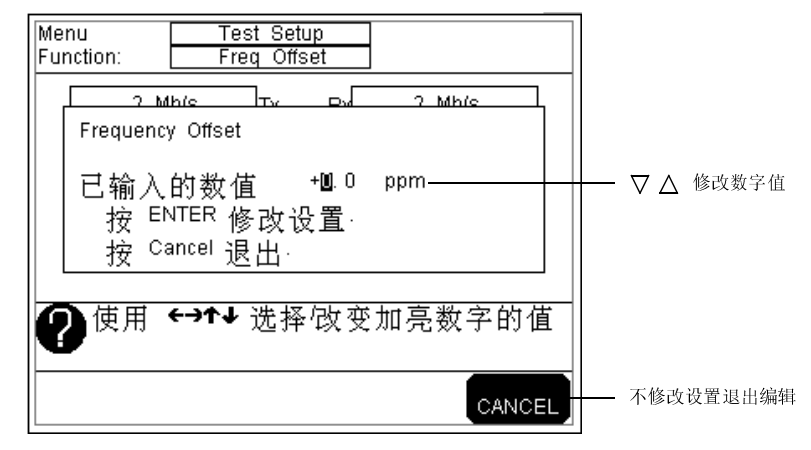 Menu Test Setup
Function: Freq Offset
2 Mb/s Tx Rx 2 Mb/s
Frequency Offset
已输入的数值 +0.0 ppm
▽ △ 修改数字值
按 ENTER 修改设置.
按 Cancel 退出.
? 使用 ←→↑↓ 选择/改变加亮数字的值
CANCEL
不修改设置退出编辑